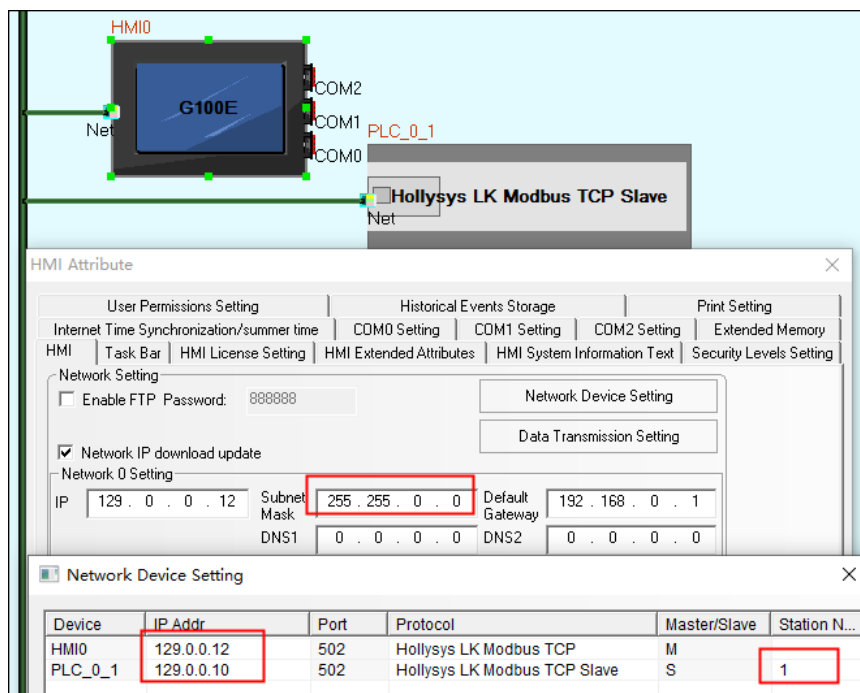 HMI0
G100E
COM2
COM1
COM0
Net
PLC_0_1
Hollysys LK Modbus TCP Slave
Net
HMI Attribute
User Permissions Setting Historical Events Storage Print Setting
Internet Time Synchronization/summer time COM0 Setting COM1 Setting COM2 Setting Extended Memory
HMI Task Bar HMI License Setting HMI Extended Attributes HMI System Information Text Security Levels Setting
Network Setting
Enable FTP Password: 888888 Network Device Setting
Data Transmission Setting
Network IP download update
Network 0 Setting
IP 129 . 0 . 0 . 12 Subnet Mask 255 . 255 . 0 . 0 Default Gateway 192 . 168 . 0 . 1
DNS1 0 . 0 . 0 . 0 DNS2 0 . 0 . 0 . 0
Network Device Setting
Device IP Addr Port Protocol Master/Slave Station N...
HMI0 129.0.0.12 502 Hollysys LK Modbus TCP M
PLC_0_1 129.0.0.10 502 Hollysys LK Modbus TCP Slave S 1